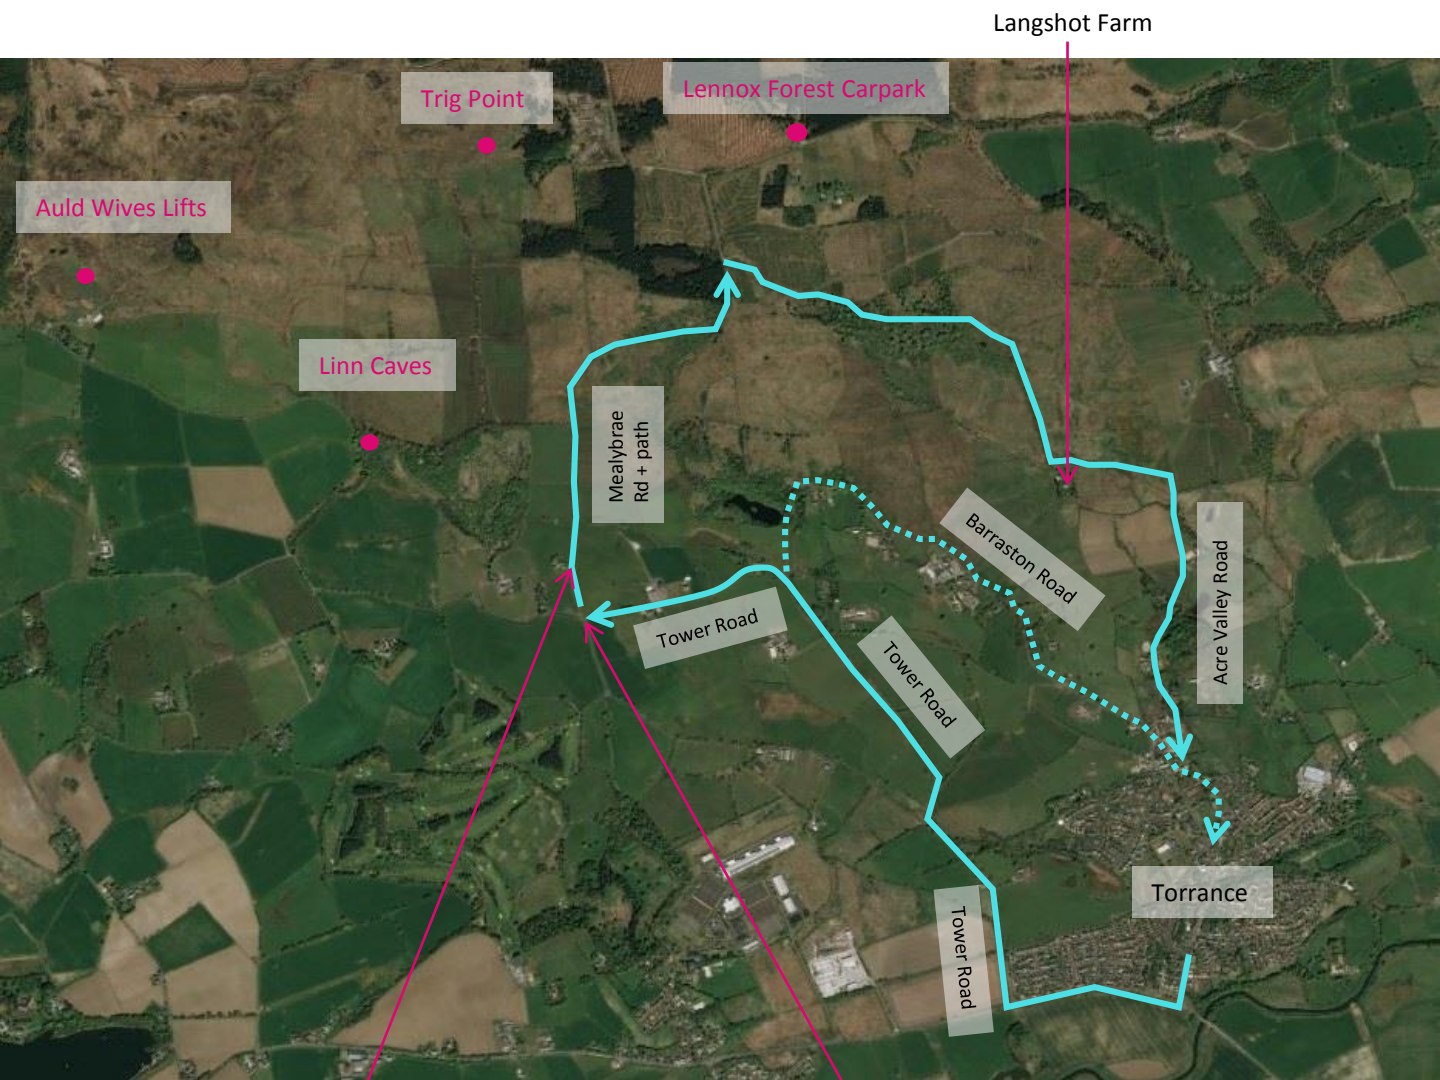 Langshot Farm
Lennox Forest Carpark
Trig Point
Auld Wives Lifts
Linn Caves
Mealybrae
Rd + path
Barraston Road
Acre Valley Road
Tower Road
Tower Road
Torrance
Tower Road